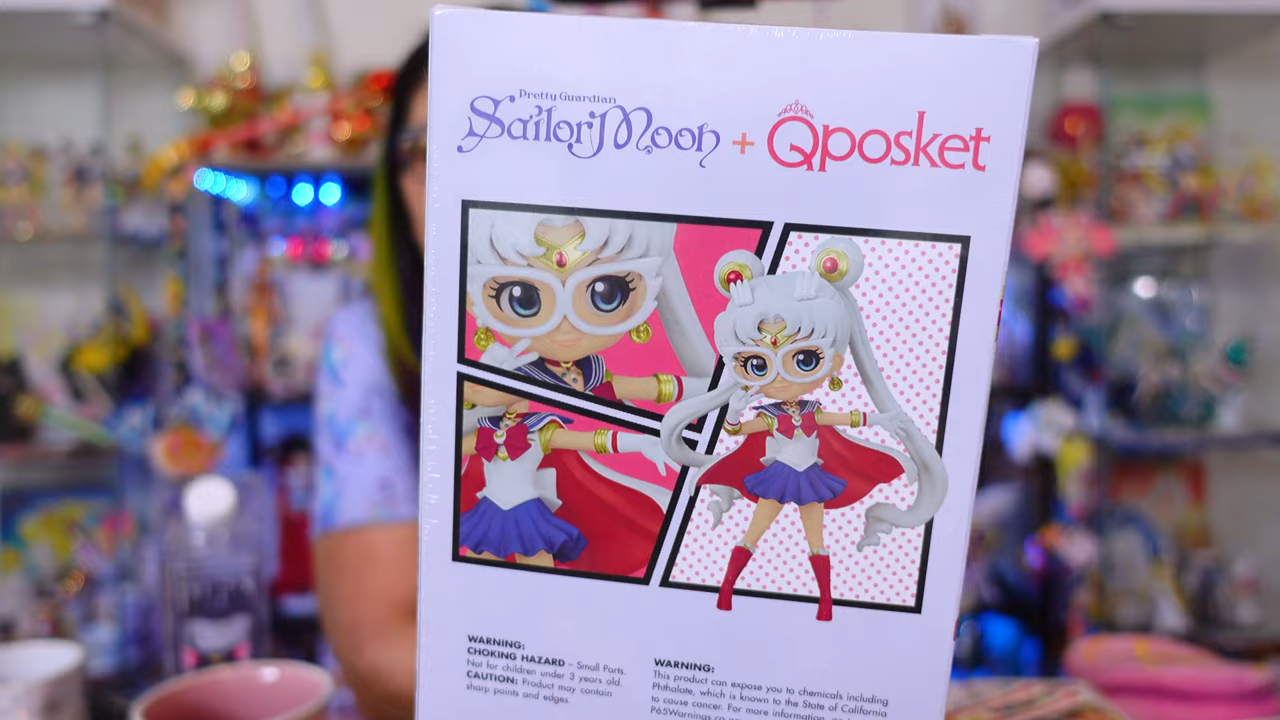 Pretty Guardian
Sailor Moon + Qposket
WARNING:
CHOKING HAZARD – Small Parts.
Not for children under 3 years old.
CAUTION: Product may contain
sharp points and edges.
WARNING:
This product can expose you to chemicals including
Phthalate, which is known to the State of California
to cause cancer. For more information,
P65Warnings.ca